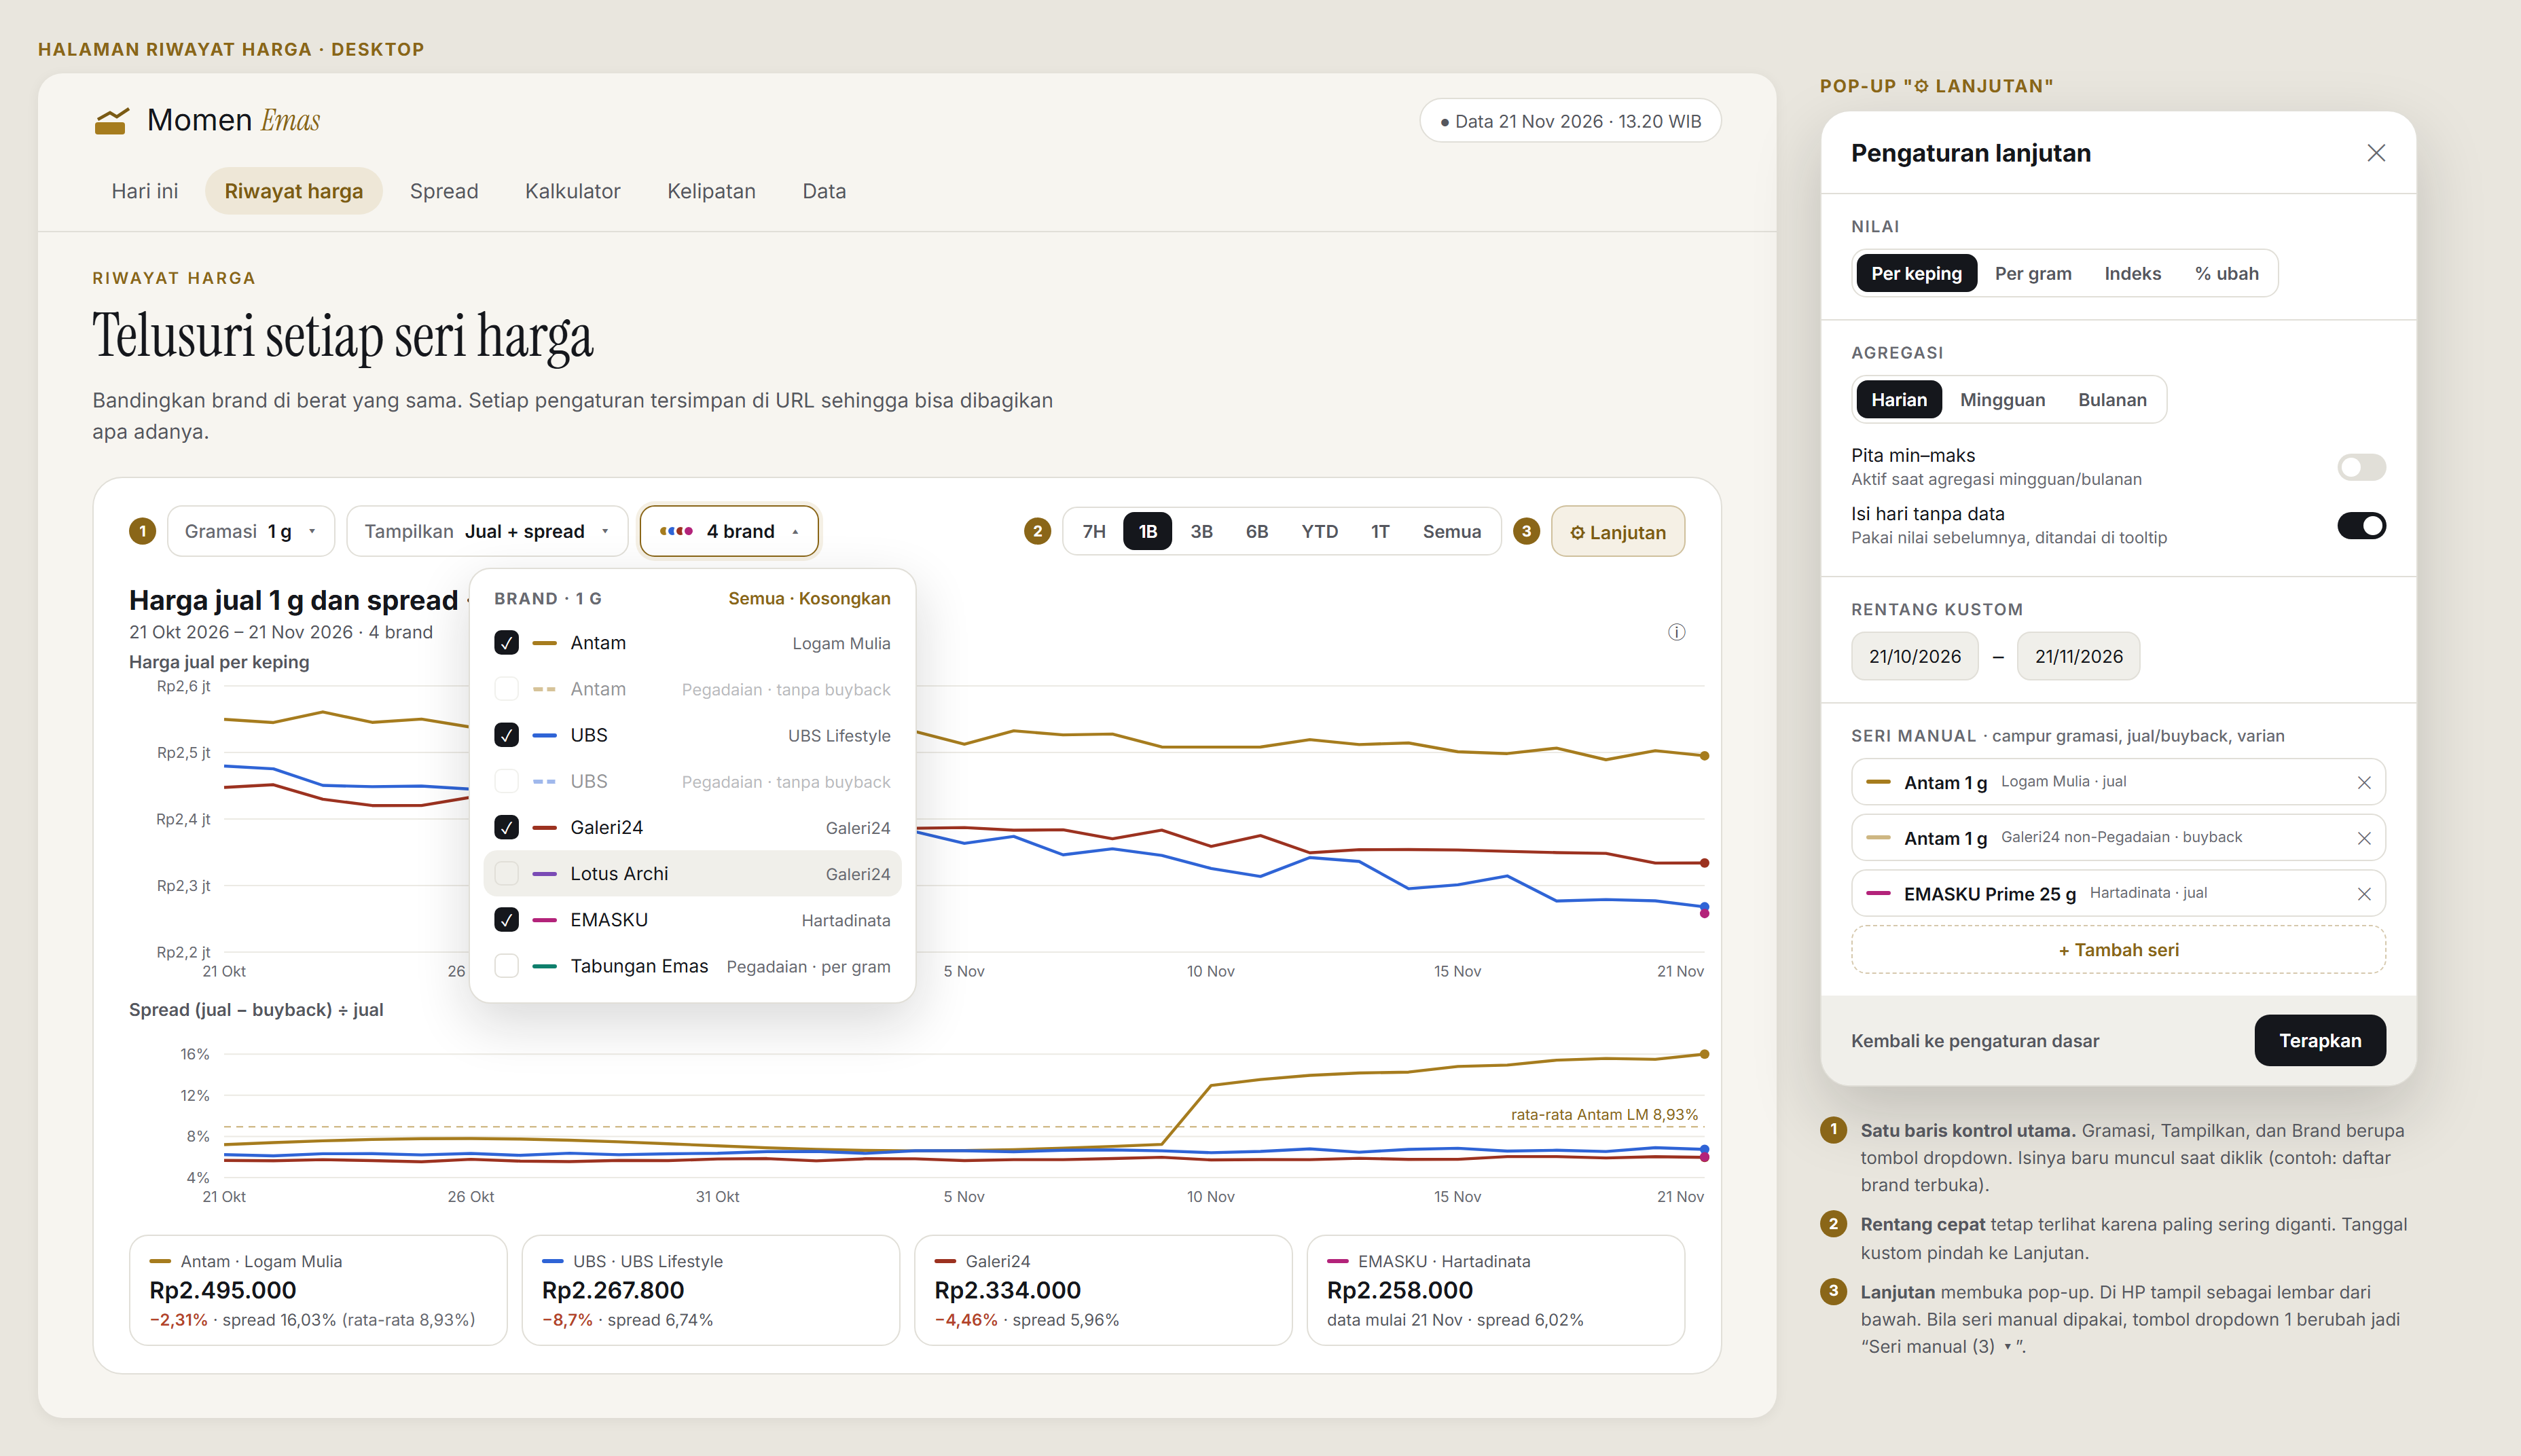 HALAMAN RIWAYAT HARGA · DESKTOP
Momen Emas
● Data 21 Nov 2026 · 13.20 WIB
Hari ini
Riwayat harga
Spread
Kalkulator
Kelipatan
Data
RIWAYAT HARGA
Telusuri setiap seri harga
Bandingkan brand di berat yang sama. Setiap pengaturan tersimpan di URL sehingga bisa dibagikan
apa adanya.
1
Gramasi 1 g ▾
Tampilkan Jual + spread ▾
4 brand ▴
2
7H
1B
3B
6B
YTD
1T
Semua
3
⚙ Lanjutan
Harga jual 1 g dan spread ·
21 Okt 2026 – 21 Nov 2026 · 4 brand
ⓘ
Harga jual per keping
BRAND · 1 G
Semua · Kosongkan
✓ Antam Logam Mulia
Antam Pegadaian · tanpa buyback
✓ UBS UBS Lifestyle
UBS Pegadaian · tanpa buyback
✓ Galeri24 Galeri24
Lotus Archi Galeri24
✓ EMASKU Hartadinata
Tabungan Emas Pegadaian · per gram
Rp2,6 jt
Rp2,5 jt
Rp2,4 jt
Rp2,3 jt
Rp2,2 jt
21 Okt
26
5 Nov
10 Nov
15 Nov
21 Nov
Spread (jual − buyback) ÷ jual
16%
12%
8%
4%
rata-rata Antam LM 8,93%
21 Okt
26 Okt
31 Okt
5 Nov
10 Nov
15 Nov
21 Nov
Antam · Logam Mulia
Rp2.495.000
−2,31% · spread 16,03% (rata-rata 8,93%)
UBS · UBS Lifestyle
Rp2.267.800
−8,7% · spread 6,74%
Galeri24
Rp2.334.000
−4,46% · spread 5,96%
EMASKU · Hartadinata
Rp2.258.000
data mulai 21 Nov · spread 6,02%
POP-UP "⚙ LANJUTAN"
Pengaturan lanjutan
NILAI
Per keping
Per gram
Indeks
% ubah
AGREGASI
Harian
Mingguan
Bulanan
Pita min–maks
Aktif saat agregasi mingguan/bulanan
Isi hari tanpa data
Pakai nilai sebelumnya, ditandai di tooltip
RENTANG KUSTOM
21/10/2026 – 21/11/2026
SERI MANUAL · campur gramasi, jual/buyback, varian
Antam 1 g Logam Mulia · jual
Antam 1 g Galeri24 non-Pegadaian · buyback
EMASKU Prime 25 g Hartadinata · jual
+ Tambah seri
Kembali ke pengaturan dasar
Terapkan
1 Satu baris kontrol utama. Gramasi, Tampilkan, dan Brand berupa
tombol dropdown. Isinya baru muncul saat diklik (contoh: daftar
brand terbuka).
2 Rentang cepat tetap terlihat karena paling sering diganti. Tanggal
kustom pindah ke Lanjutan.
3 Lanjutan membuka pop-up. Di HP tampil sebagai lembar dari
bawah. Bila seri manual dipakai, tombol dropdown 1 berubah jadi
“Seri manual (3) ▾”.